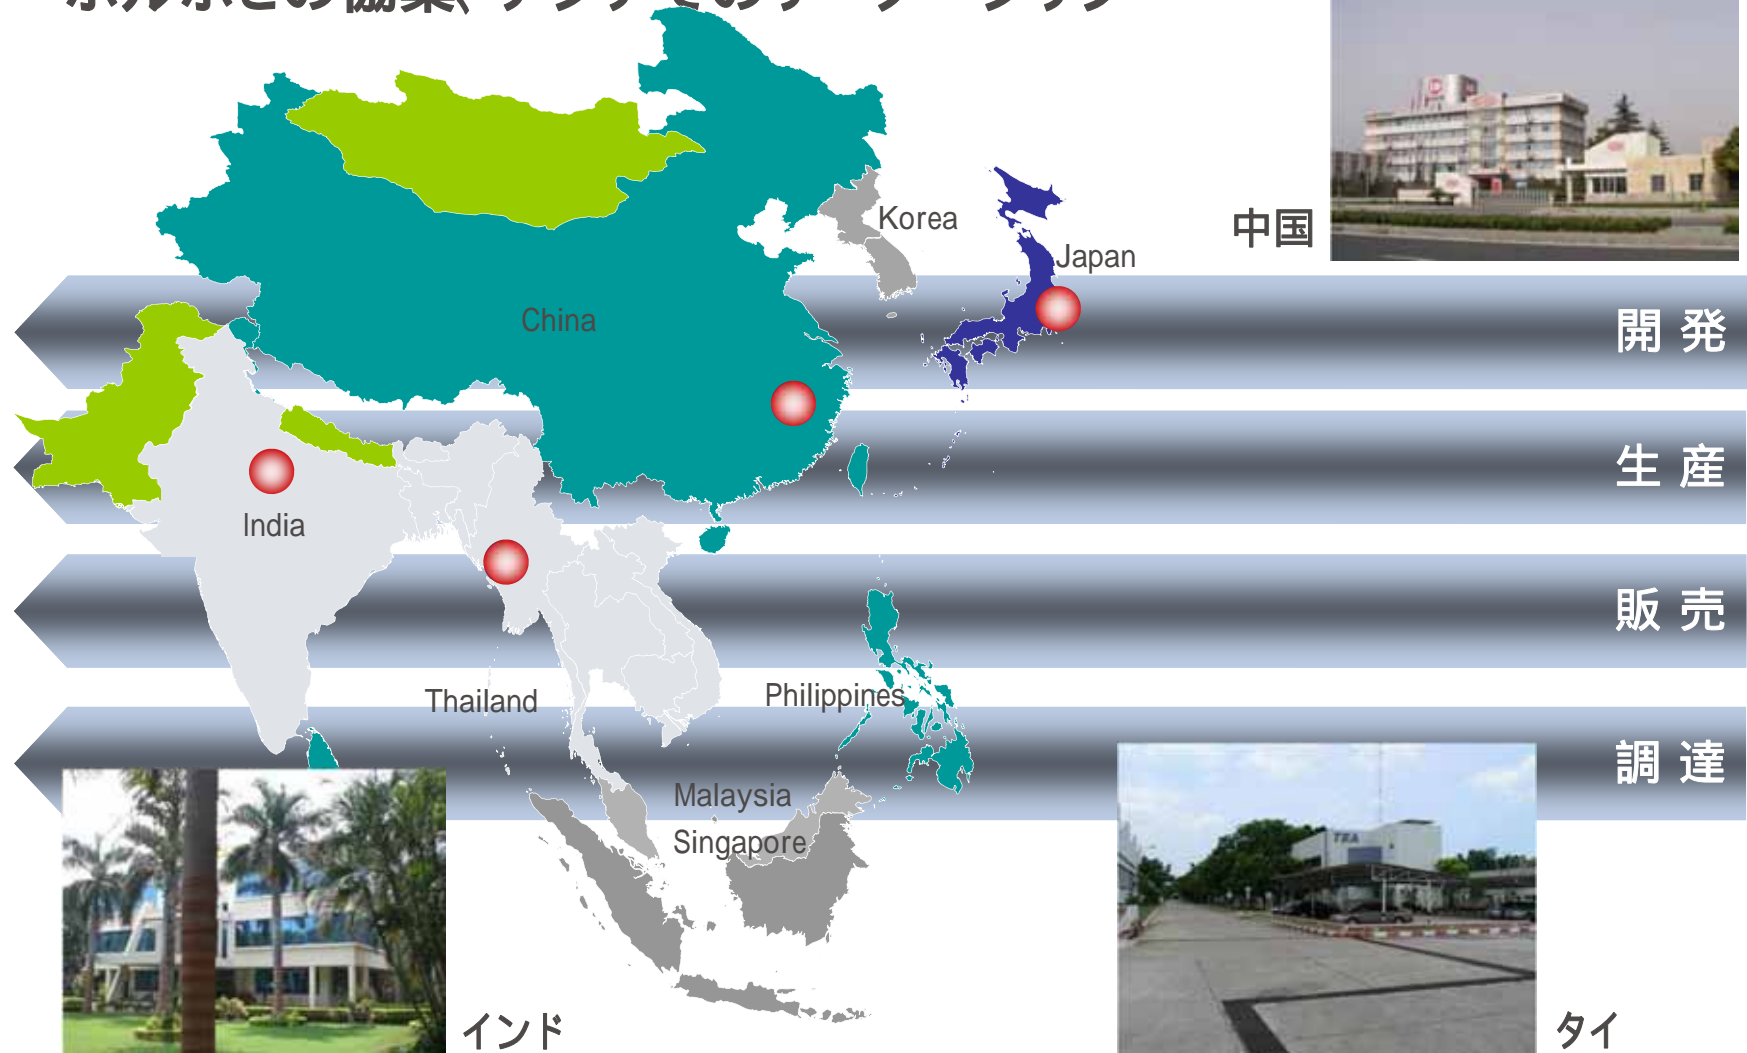 中国
Korea
Japan
China
開 発
生 産
India
販 売
Thailand
Philippines
調 達
Malaysia
Singapore
TRA
インド
タイ